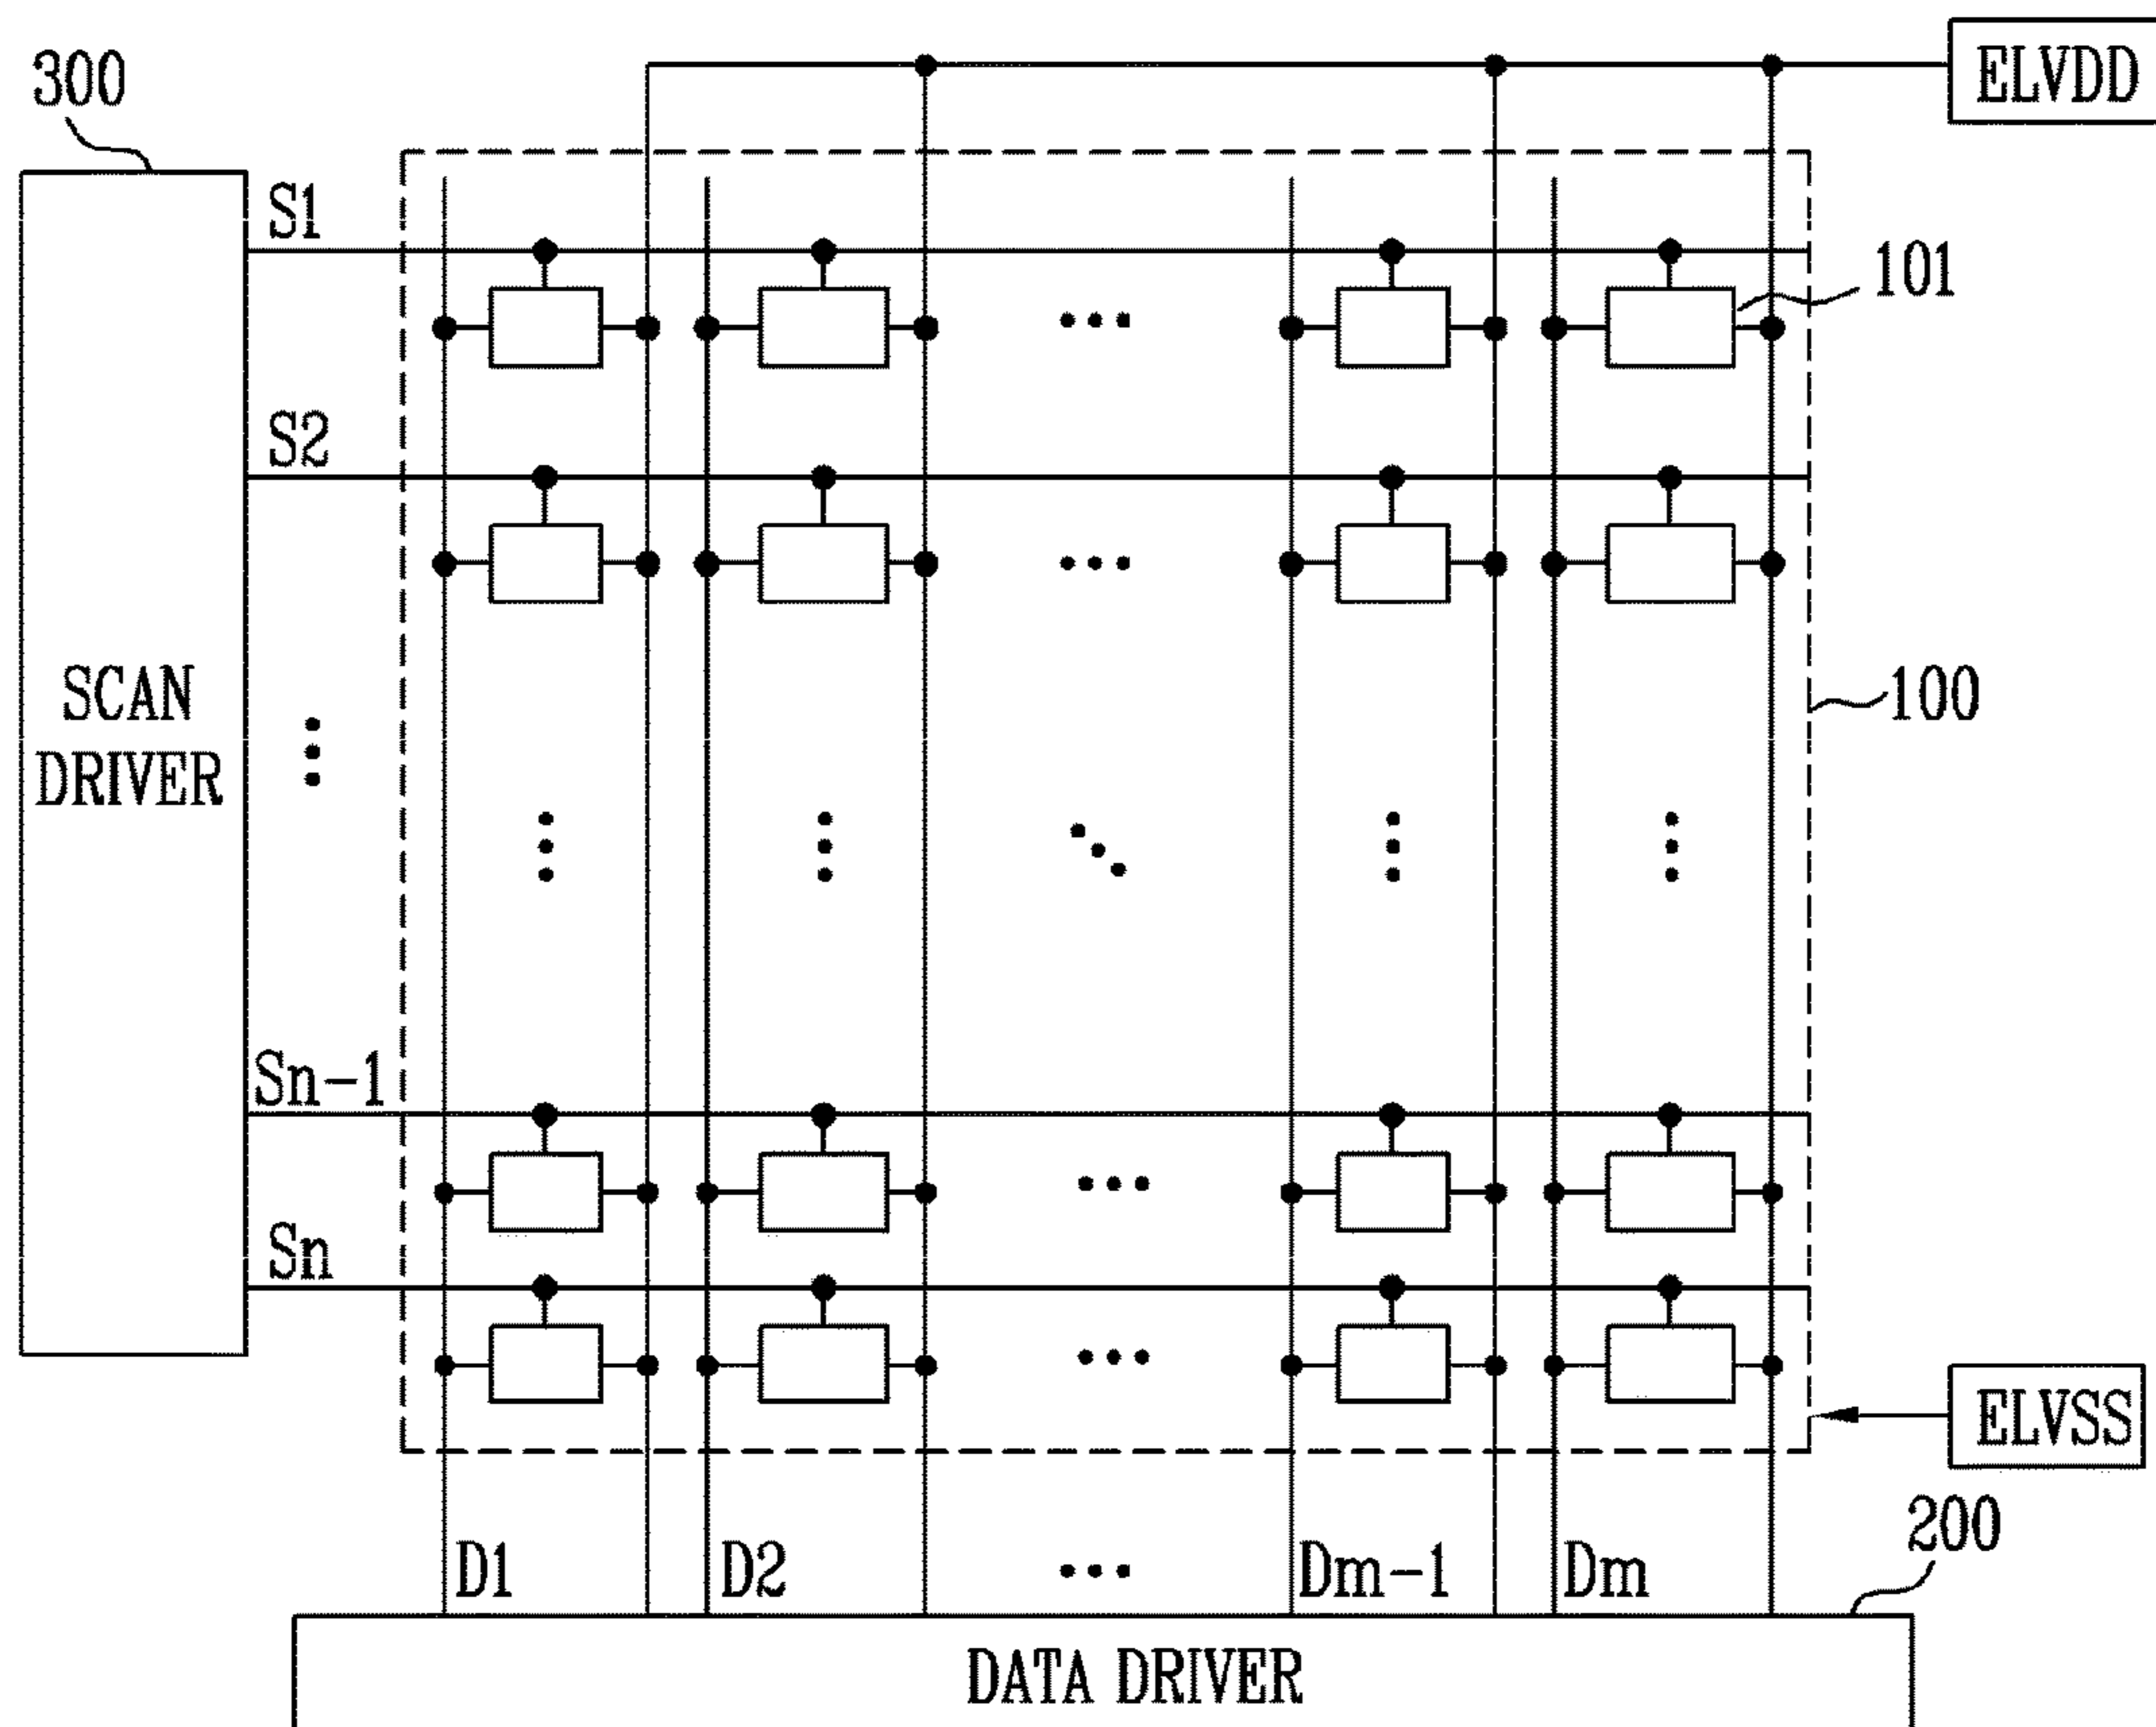 ELVDD
300
S1
101
S2
SCAN
DRIVER
100
Sn-1
Sn
ELVSS
200
D1
D2
Dm-1
Dm
DATA DRIVER